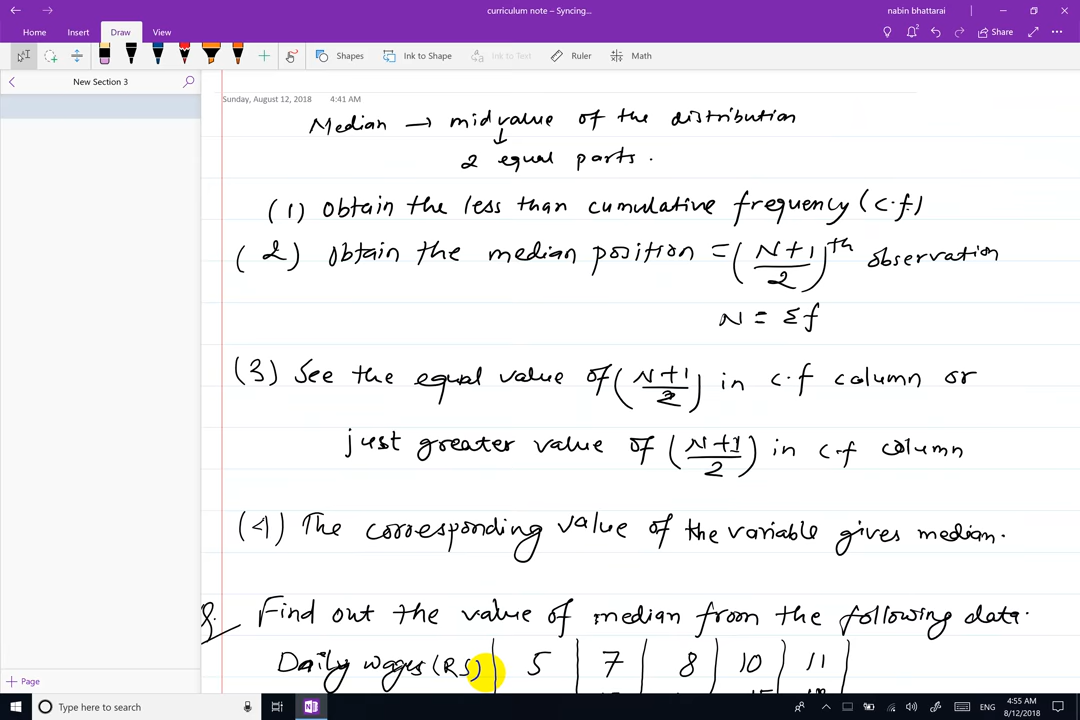 curriculum note - Syncing...
nabin bhattarai
Home Insert Draw View
Share
Shapes Ink to Shape Ink to Text Ruler Math
New Section 3
Sunday, August 12, 2018 4:41 AM
Median → midvalue of the distribution
↓
2 equal parts.
(1) Obtain the less than cumulative frequency (c.f.)
(2) Obtain the median position = (N+1/2)th observation
N = Σf
(3) See the equal value of (N+1/2) in c.f column or
just greater value of (N+1/2) in c.f column
(4) The corresponding value of the variable gives median.
Q. Find out the value of median from the following data.
Daily wages (RS) | 5 | 7 | 8 | 10 | 11 |
+ Page
Type here to search
ENG
4:55 AM
8/12/2018